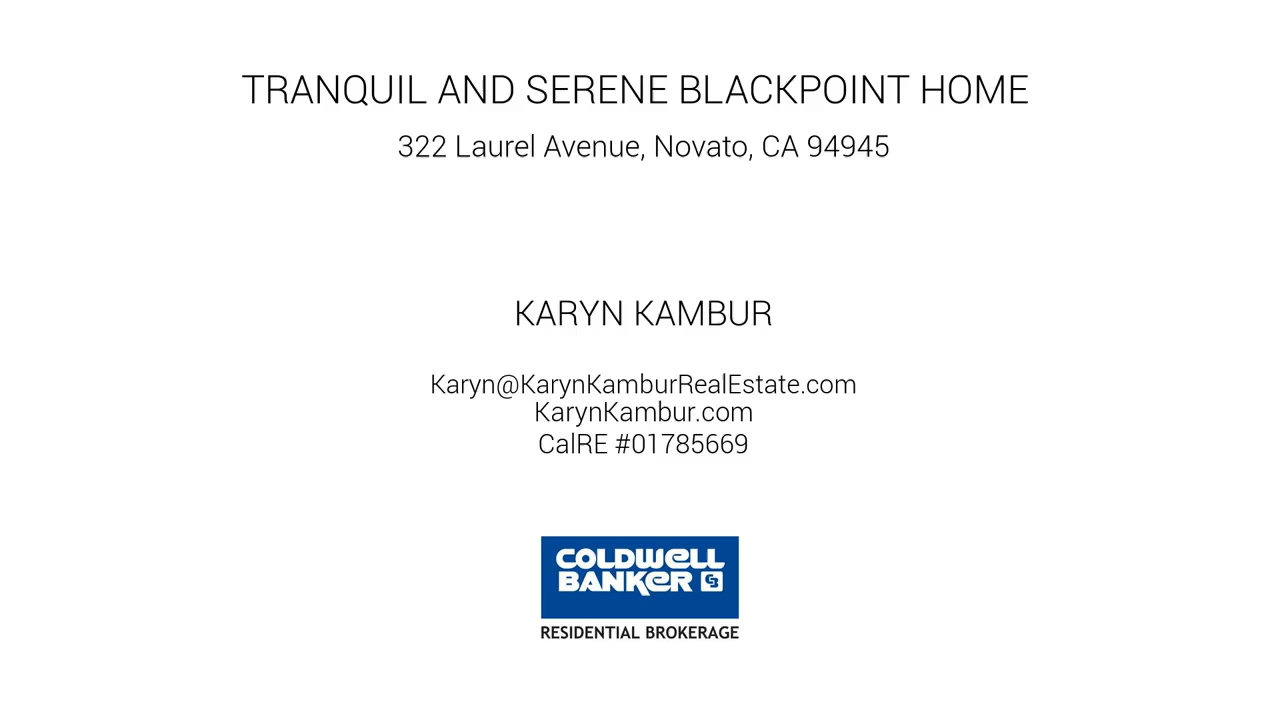 TRANQUIL AND SERENE BLACKPOINT HOME
322 Laurel Avenue, Novato, CA 94945
KARYN KAMBUR
Karyn@KarynKamburRealEstate.com
KarynKambur.com
CalRE #01785669
COLDWELL
BANKER CB
RESIDENTIAL BROKERAGE